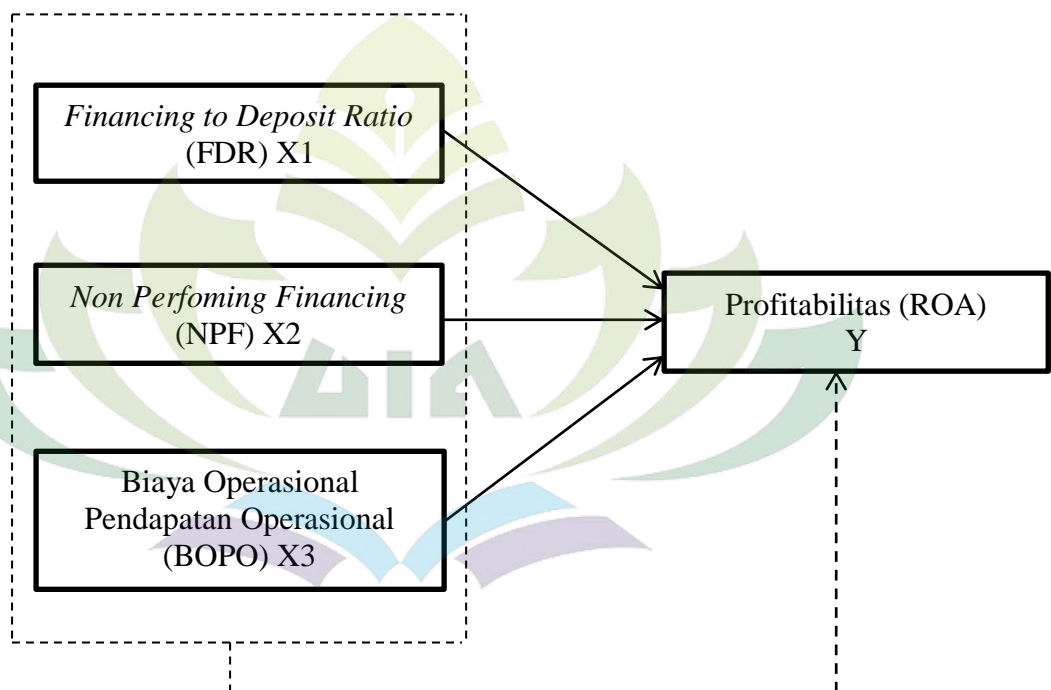 Financing to Deposit Ratio
(FDR) X1
Non Perfoming Financing
(NPF) X2
Profitabilitas (ROA)
Y
Biaya Operasional
Pendapatan Operasional
(BOPO) X3